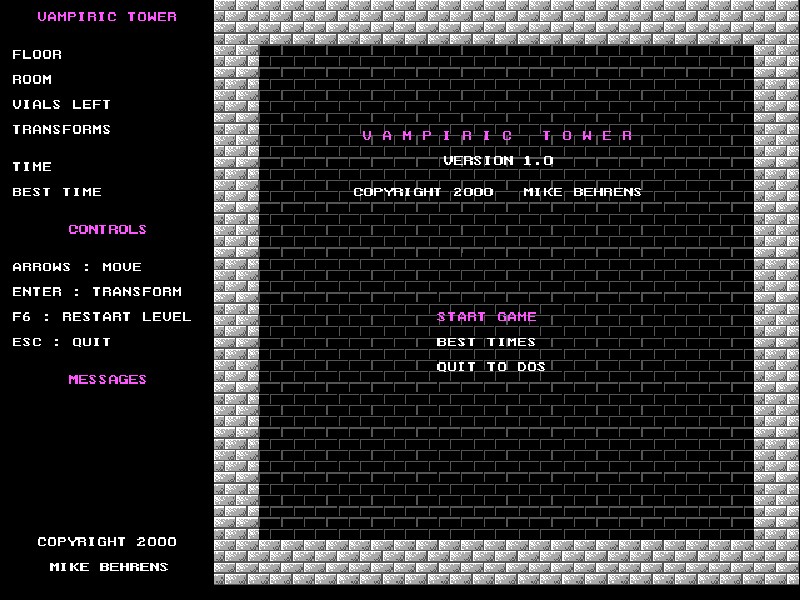 VAMPIRIC TOWER
FLOOR
ROOM
VIALS LEFT
TRANSFORMS
TIME
BEST TIME
CONTROLS
ARROWS : MOVE
ENTER : TRANSFORM
F6 : RESTART LEVEL
ESC : QUIT
MESSAGES
COPYRIGHT 2000
MIKE BEHRENS
VAMPIRIC TOWER
VERSION 1.0
COPYRIGHT 2000 MIKE BEHRENS
START GAME
BEST TIMES
QUIT TO DOS